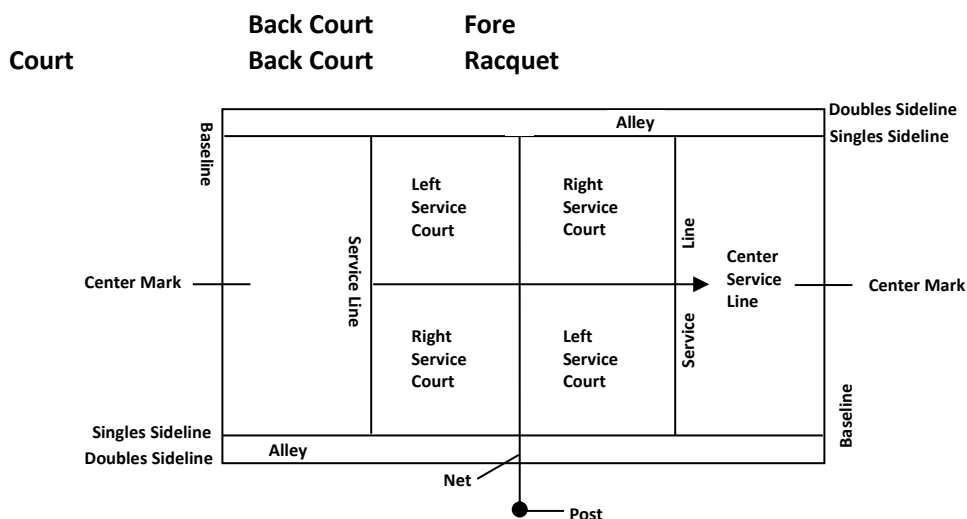 Back Court Fore
Court Back Court Racquet
Doubles Sideline
Alley
Singles Sideline
Baseline
Left
Service
Court
Right
Service
Court
Line
Service Line
Center
Service
Line
Center Mark
Center Mark
Right
Service
Court
Left
Service
Court
Service
Baseline
Singles Sideline
Alley
Doubles Sideline
Net
Post